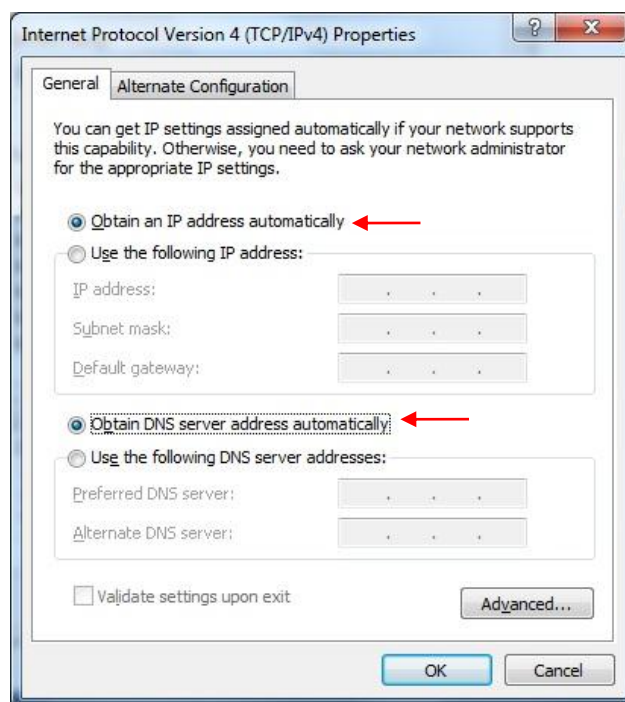 Internet Protocol Version 4 (TCP/IPv4) Properties
General
Alternate Configuration
You can get IP settings assigned automatically if your network supports
this capability. Otherwise, you need to ask your network administrator
for the appropriate IP settings.
Obtain an IP address automatically
Use the following IP address:
IP address:
Subnet mask:
Default gateway:
Obtain DNS server address automatically
Use the following DNS server addresses:
Preferred DNS server:
Alternate DNS server:
Validate settings upon exit
Advanced...
OK
Cancel